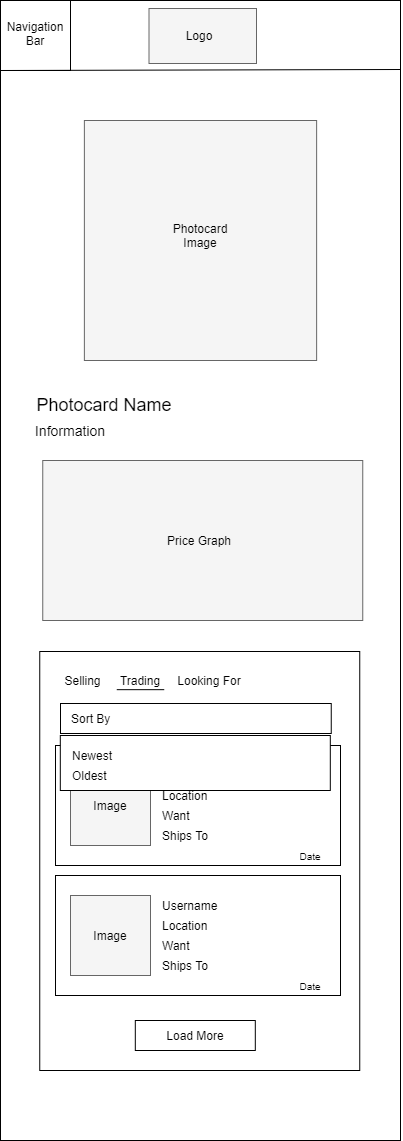 Navigation
Bar
Logo
Photocard
Image
Photocard Name
Information
Price Graph
Selling Trading Looking For
Sort By
Newest
Oldest
Image
Location
Want
Ships To
Date
Image
Username
Location
Want
Ships To
Date
Load More